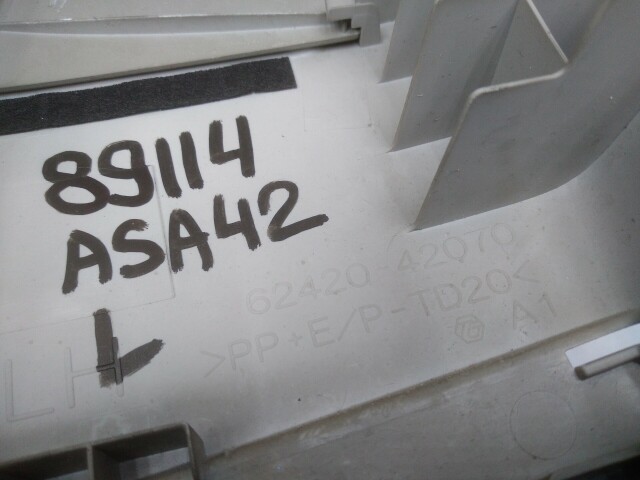 89114
ASA42
L
62420-42070
>PP+E/P-TD20<
A1
LH